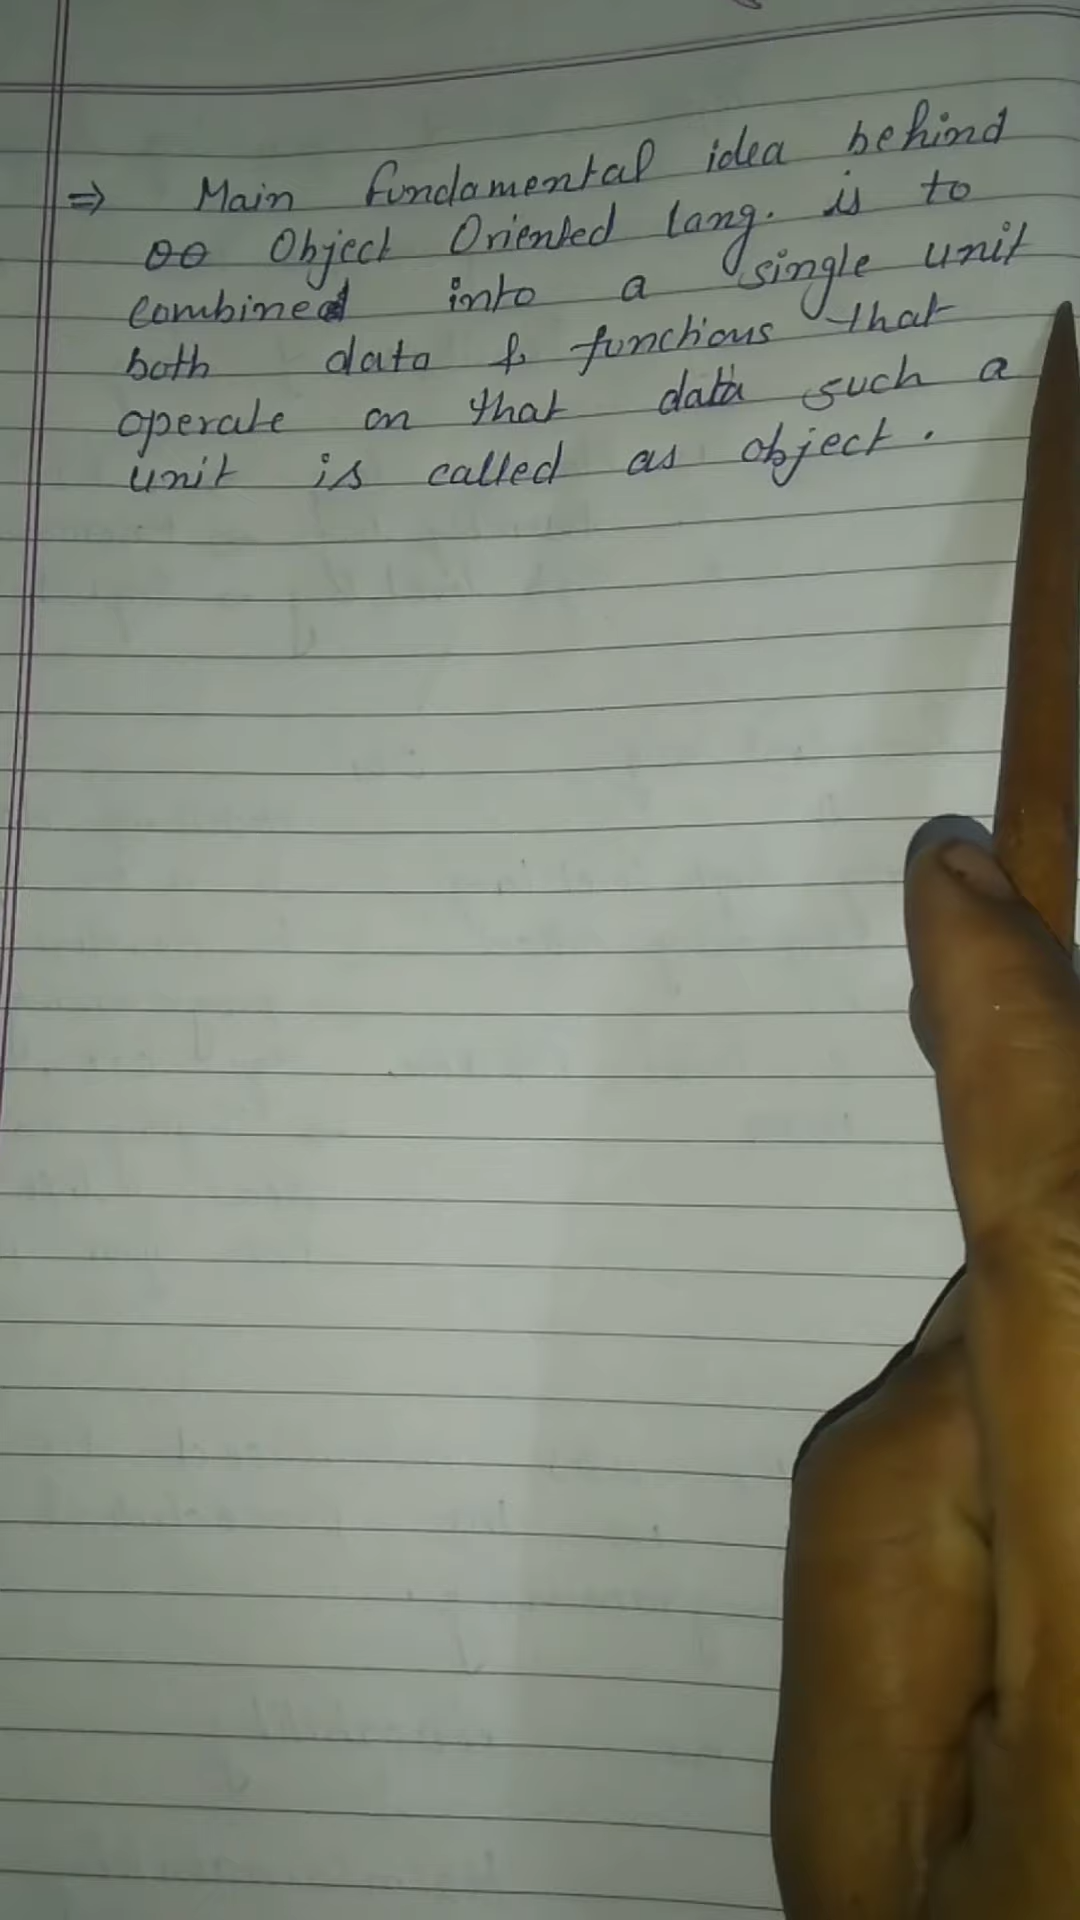 ⇒ Main fundamental idea behind
OO Object Oriented lang. is to
combined into a single unit
both data & functions that
operate on that data such a
unit is called as object.